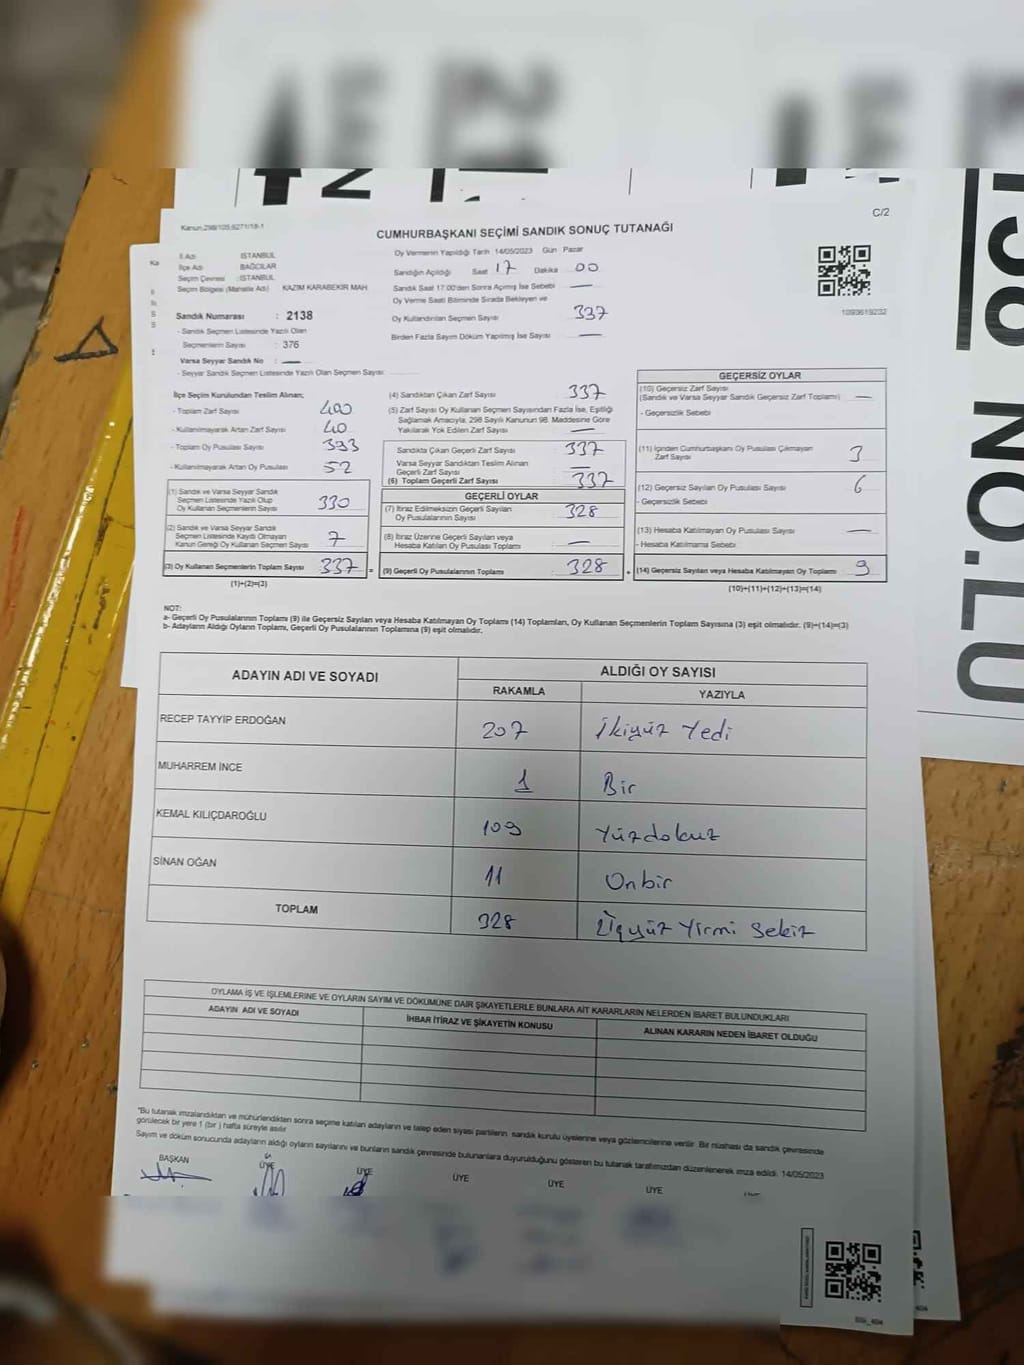 C/2
Kanun,298/105,6271/18-1
CUMHURBAŞKANI SEÇİMİ SANDIK SONUÇ TUTANAĞI
İl Adı : İSTANBUL
İlçe Adı : BAĞCILAR
Seçim Çevresi : İSTANBUL
Seçim Bölgesi (Mahalle Adı) : KAZIM KARABEKİR MAH
Sandık Numarası : 2138
- Sandık Seçmen Listesinde Yazılı Olan
Seçmenlerin Sayısı : 376
Varsa Seyyar Sandık No : —
- Seyyar Sandık Seçmen Listesinde Yazılı Olan Seçmen Sayısı
Oy Vermenin Yapıldığı Tarih 14/05/2023 Gün Pazar
Sandığın Açıldığı Saat 17 Dakika 00
Sandık Saat 17.00'den Sonra Açılmış İse Sebebi —
Oy Verme Saati Bitiminde Sırada Bekleyen ve
Oy Kullandırılan Seçmen Sayısı 337
Birden Fazla Sayım Döküm Yapılmış İse Sayısı —
1093619232
İlçe Seçim Kurulundan Teslim Alınan;
- Toplam Zarf Sayısı 400
- Kullanılmayarak Artan Zarf Sayısı 40
- Toplam Oy Pusulası Sayısı 393
- Kullanılmayarak Artan Oy Pusulası 52
(1) Sandık ve Varsa Seyyar Sandık
Seçmen Listesinde Yazılı Olup
Oy Kullanan Seçmenlerin Sayısı 330
(2) Sandık ve Varsa Seyyar Sandık
Seçmen Listesinde Kaydı Olmayan
Kanun Gereği Oy Kullanan Seçmen Sayısı 7
(3) Oy Kullanan Seçmenlerin Toplam Sayısı 337 =
(1)+(2)=(3)
(4) Sandıktan Çıkan Zarf Sayısı 337
(5) Zarf Sayısı Oy Kullanan Seçmen Sayısından Fazla İse, Eşitliği
Sağlamak Amacıyla, 298 Sayılı Kanunun 98. Maddesine Göre
Yakılarak Yok Edilen Zarf Sayısı —
Sandıkta Çıkan Geçerli Zarf Sayısı 337
Varsa Seyyar Sandıktan Teslim Alınan
Geçerli Zarf Sayısı —
(6) Toplam Geçerli Zarf Sayısı 337
GEÇERLİ OYLAR
(7) İtiraz Edilmeksizin Geçerli Sayılan
Oy Pusulalarının Sayısı 328
(8) İtiraz Üzerine Geçerli Sayılan veya
Hesaba Katılan Oy Pusulası Toplamı —
(9) Geçerli Oy Pusulalarının Toplamı 328 +
GEÇERSİZ OYLAR
(10) Geçersiz Zarf Sayısı
(Sandık ve Varsa Seyyar Sandık Geçersiz Zarf Toplamı) —
- Geçersizlik Sebebi
(11) İçinden Cumhurbaşkanı Oy Pusulası Çıkmayan
Zarf Sayısı 3
(12) Geçersiz Sayılan Oy Pusulası Sayısı 6
- Geçersizlik Sebebi
(13) Hesaba Katılmayan Oy Pusulası Sayısı —
- Hesaba Katılmama Sebebi
(14) Geçersiz Sayılan veya Hesaba Katılmayan Oy Toplamı 9
(10)+(11)+(12)+(13)=(14)
NOT:
a- Geçerli Oy Pusulalarının Toplamı (9) ile Geçersiz Sayılan veya Hesaba Katılmayan Oy Toplamı (14) Toplamları, Oy Kullanan Seçmenlerin Toplam Sayısına (3) eşit olmalıdır. (9)+(14)=(3)
b- Adayların Aldığı Oyların Toplamı, Geçerli Oy Pusulalarının Toplamına (9) eşit olmalıdır.
ADAYIN ADI VE SOYADI ALDIĞI OY SAYISI
RAKAMLA YAZIYLA
RECEP TAYYİP ERDOĞAN 207 İkiyüz Yedi
MUHARREM İNCE 1 Bir
KEMAL KILIÇDAROĞLU 109 Yüzdokuz
SİNAN OĞAN 11 Onbir
TOPLAM 328 Üçyüz Yirmi Sekiz
OYLAMA İŞ VE İŞLEMLERİNE VE OYLARIN SAYIM VE DÖKÜMÜNE DAİR ŞİKAYETLERLE BUNLARA AİT KARARLARIN NELERDEN İBARET BULUNDUKLARI
ADAYIN ADI VE SOYADI İHBAR İTİRAZ VE ŞİKAYETİN KONUSU ALINAN KARARIN NEDEN İBARET OLDUĞU
*Bu tutanak imzalandıktan ve mühürlendikten sonra seçime katılan adayların ve talep eden siyasi partilerin sandık kurulu üyelerine veya gözlemcilerine verilir. Bir nüshası da sandık çevresinde
görülecek bir yere 1 (bir ) hafta süreyle asılır.
Sayım ve döküm sonucunda adayların aldığı oyların sayılarını ve bunların sandık çevresinde bulunanlara duyurulduğunu gösteren bu tutanak tarafımızdan düzenlenerek imza edildi. 14/05/2023
BAŞKAN ÜYE ÜYE ÜYE ÜYE ÜYE